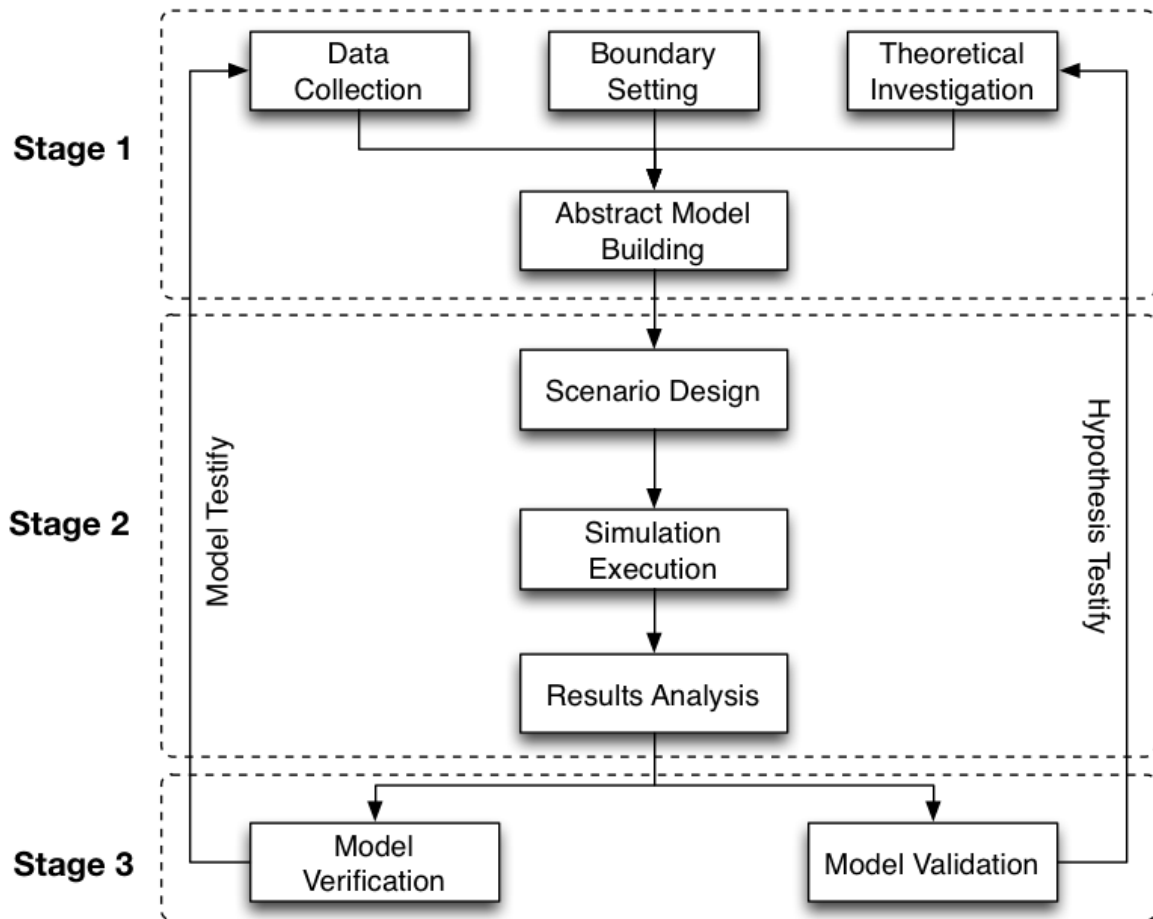 Data
Collection
Boundary
Setting
Theoretical
Investigation
Stage 1
Abstract Model
Building
Scenario Design
Stage 2
Model Testify
Hypothesis Testify
Simulation
Execution
Results Analysis
Stage 3
Model
Verification
Model Validation